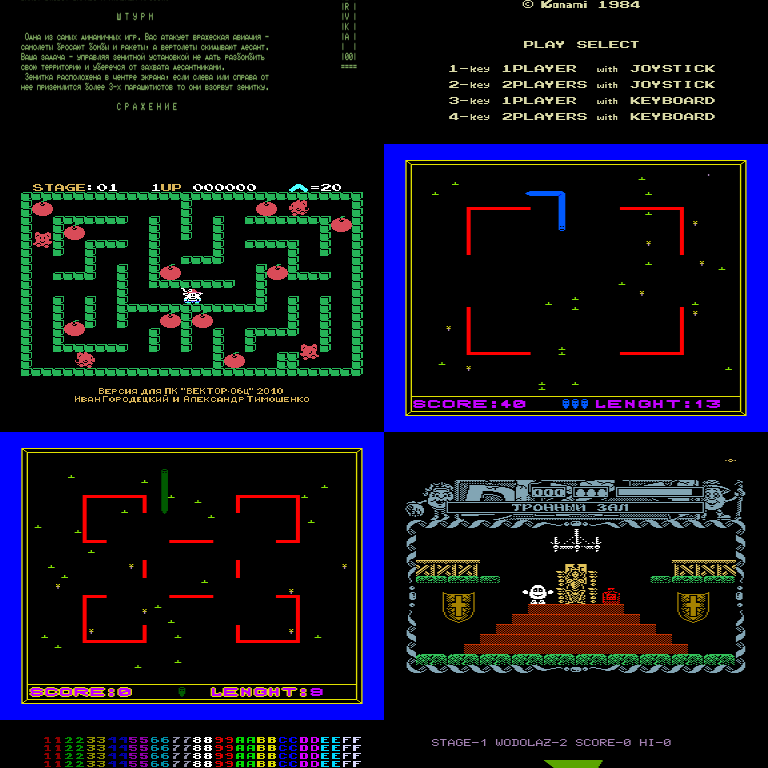 ШТУРМ
Одна из самых динамичных игр. Вас атакует вражеская авиация -
самолеты бросают бомбы и ракеты, а вертолеты скидывают десант.
Ваша задача - управляя зенитной установкой не дать разбомбить
свою территорию и уберечся от захвата десантниками.
Зенитка расположена в центре экрана; если слева или справа от
нее приземлится более 3-х парашютистов то они взорвут зенитку.
СРАЖЕНИЕ
© Konami 1984
PLAY SELECT
1-key 1PLAYER with JOYSTICK
2-key 2PLAYERS with JOYSTICK
3-key 1PLAYER with KEYBOARD
4-key 2PLAYERS with KEYBOARD
STAGE:01 1UP 000000 =20
Версия для ПК "ВЕКТОР-06ц" 2010
Иван Городецкий и Александр Тимошенко
SCORE:40 LENGHT:13
SCORE:0 LENGHT:9
ТРОННЫЙ ЗАЛ
112233445566778899AABBCCDDEEFF
112233445566778899AABBCCDDEEFF
112233445566778899AABBCCDDEEFF
STAGE-1 WODOLAZ-2 SCORE-0 HI-0